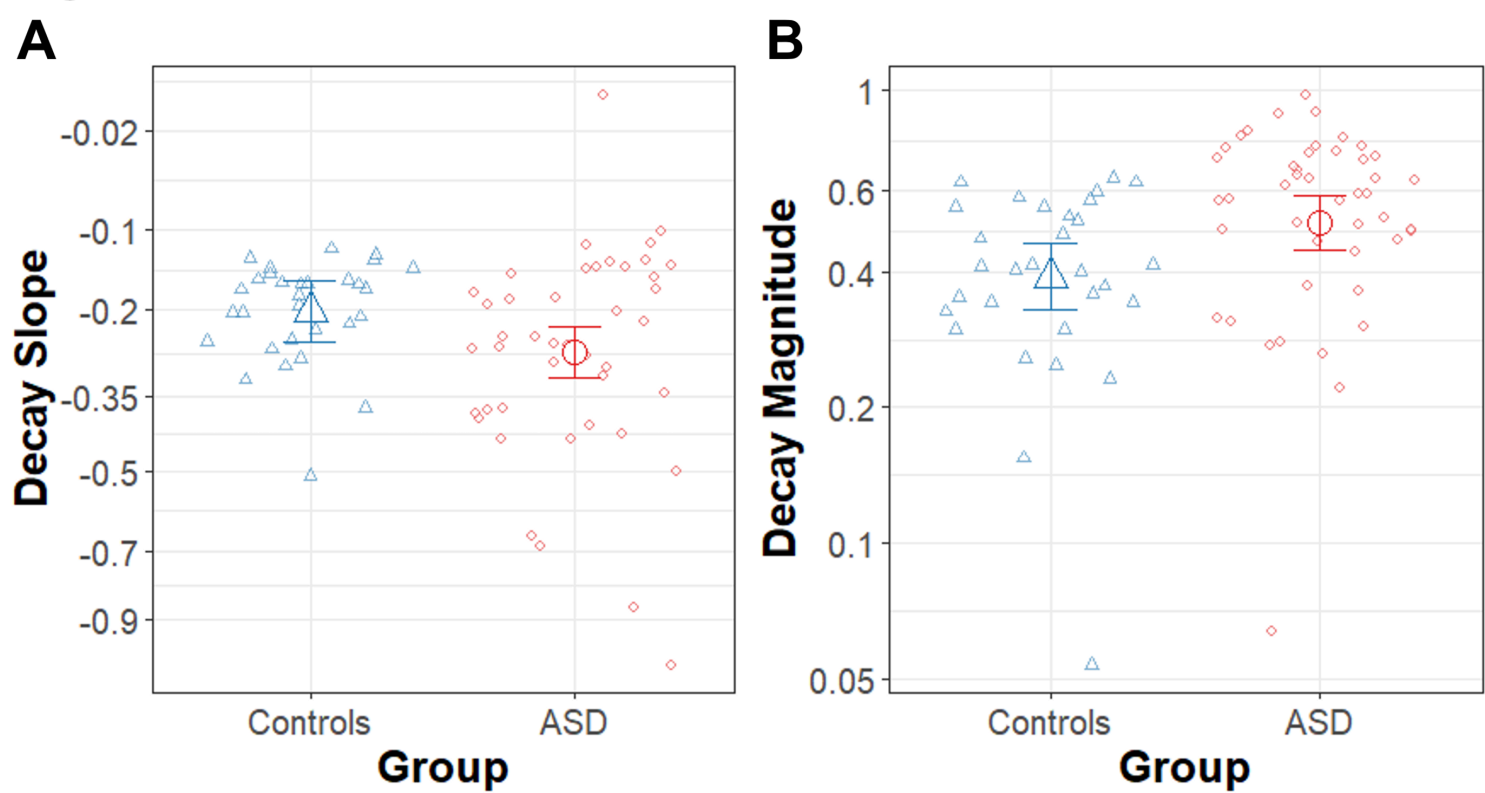 A
B
Decay Slope
-0.02
-0.1
-0.2
-0.35
-0.5
-0.7
-0.9
Controls
ASD
Group
Decay Magnitude
1
0.6
0.4
0.2
0.1
0.05
Controls
ASD
Group